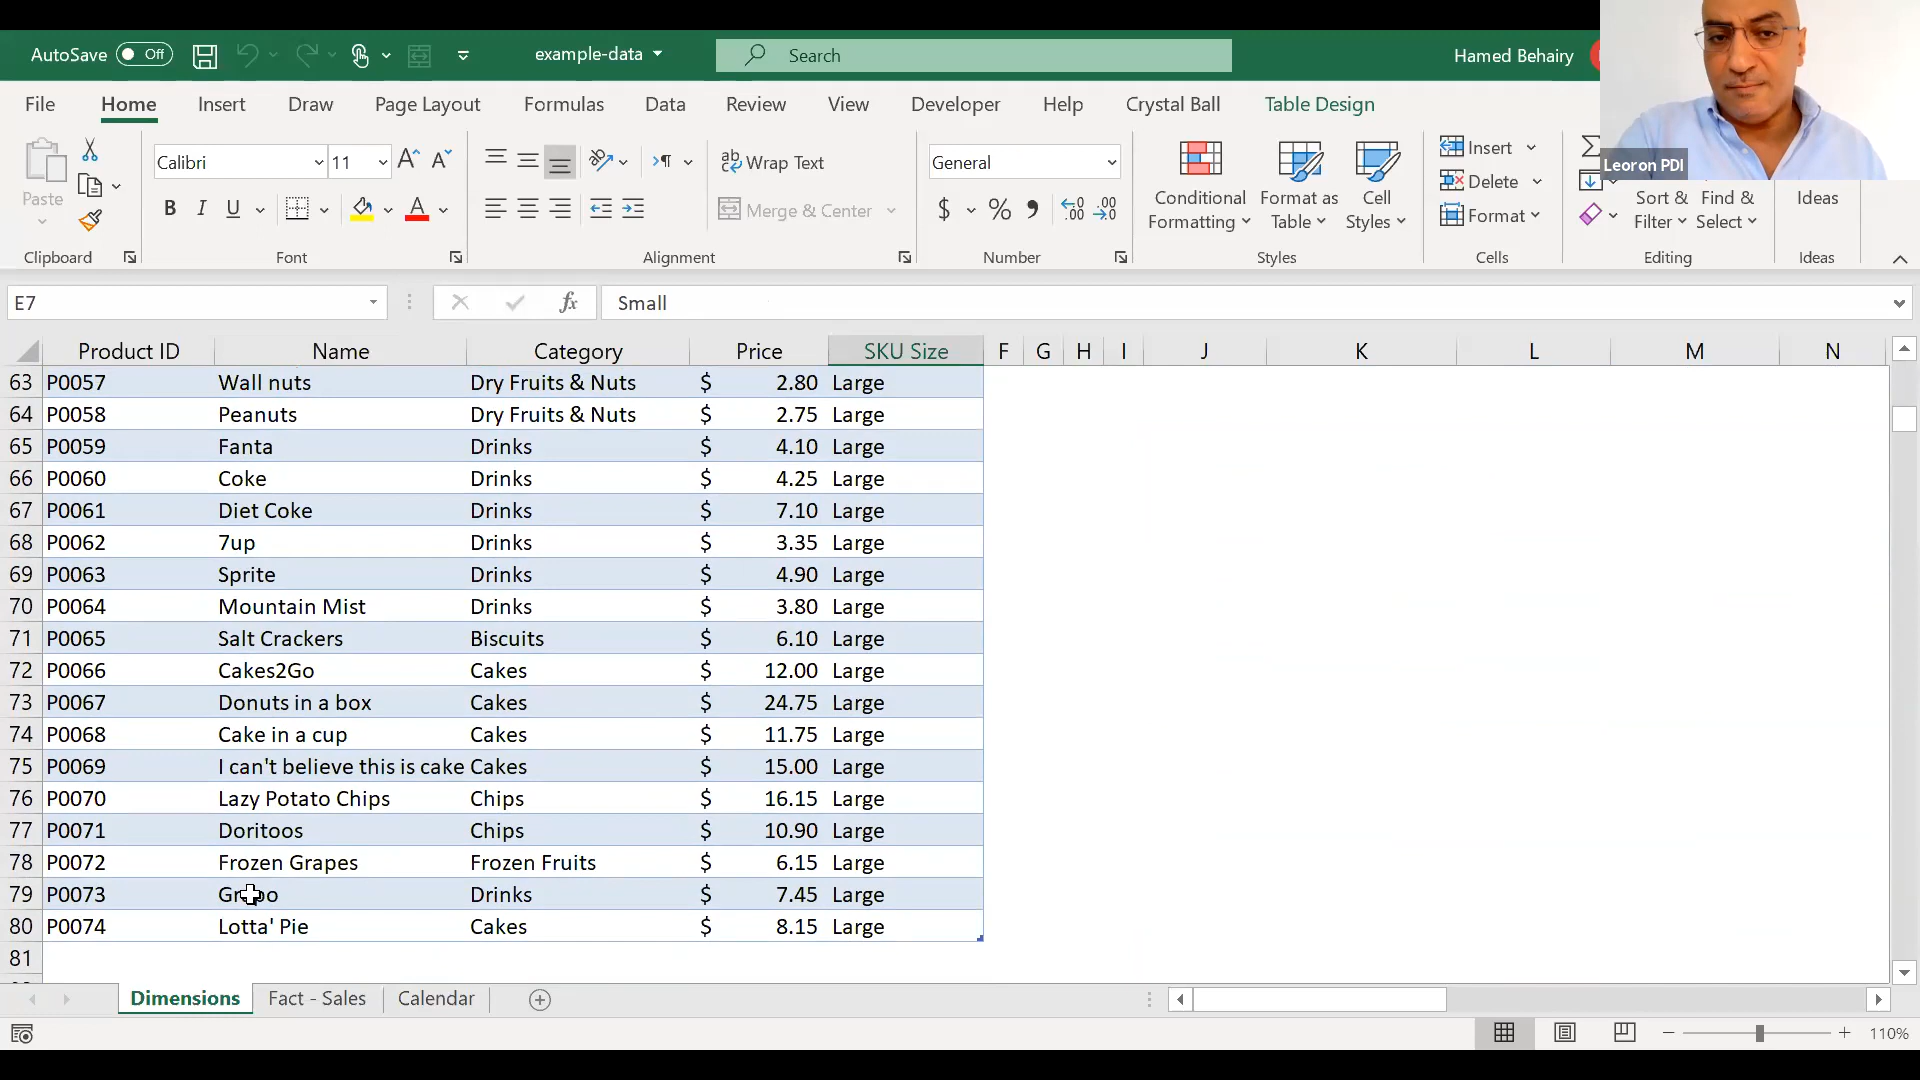 AutoSave Off example-data Search Hamed Behairy
File Home Insert Draw Page Layout Formulas Data Review View Developer Help Crystal Ball Table Design
Leoron PDI
Paste
Clipboard
Calibri 11
B I U A
Font
Wrap Text
Merge & Center
Alignment
General
$ % 9 .00 .00
Number
Conditional Formatting
Format as Table
Cell Styles
Styles
Insert
Delete
Format
Cells
Sort & Filter
Find & Select
Editing
Ideas
Ideas
E7 fx Small
Product ID Name Category Price SKU Size F G H I J K L M N
63 P0057 Wall nuts Dry Fruits & Nuts $ 2.80 Large
64 P0058 Peanuts Dry Fruits & Nuts $ 2.75 Large
65 P0059 Fanta Drinks $ 4.10 Large
66 P0060 Coke Drinks $ 4.25 Large
67 P0061 Diet Coke Drinks $ 7.10 Large
68 P0062 7up Drinks $ 3.35 Large
69 P0063 Sprite Drinks $ 4.90 Large
70 P0064 Mountain Mist Drinks $ 3.80 Large
71 P0065 Salt Crackers Biscuits $ 6.10 Large
72 P0066 Cakes2Go Cakes $ 12.00 Large
73 P0067 Donuts in a box Cakes $ 24.75 Large
74 P0068 Cake in a cup Cakes $ 11.75 Large
75 P0069 I can't believe this is cake Cakes $ 15.00 Large
76 P0070 Lazy Potato Chips Chips $ 16.15 Large
77 P0071 Doritoos Chips $ 10.90 Large
78 P0072 Frozen Grapes Frozen Fruits $ 6.15 Large
79 P0073 Drinks $ 7.45 Large
80 P0074 Lotta' Pie Cakes $ 8.15 Large
81
Dimensions Fact - Sales Calendar
110%